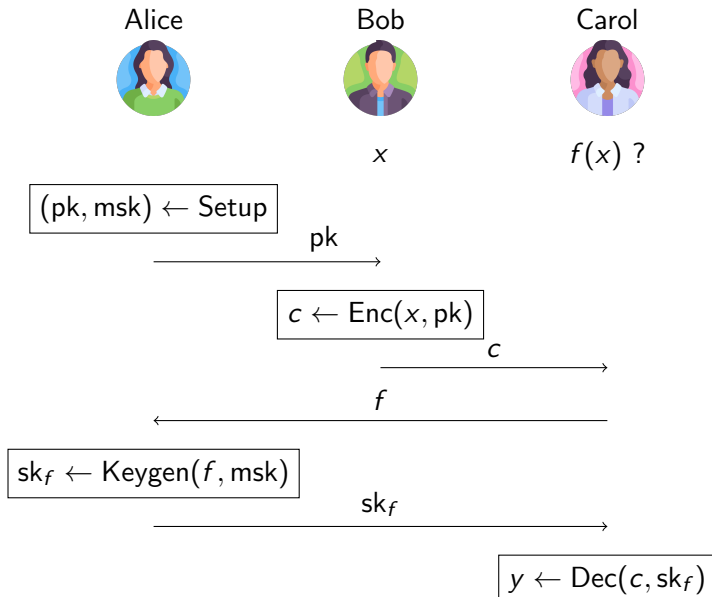 Alice Bob Carol
x f(x) ?
(pk, msk) ← Setup
pk
c ← Enc(x, pk)
c
f
sk_f ← Keygen(f, msk)
sk_f
y ← Dec(c, sk_f)